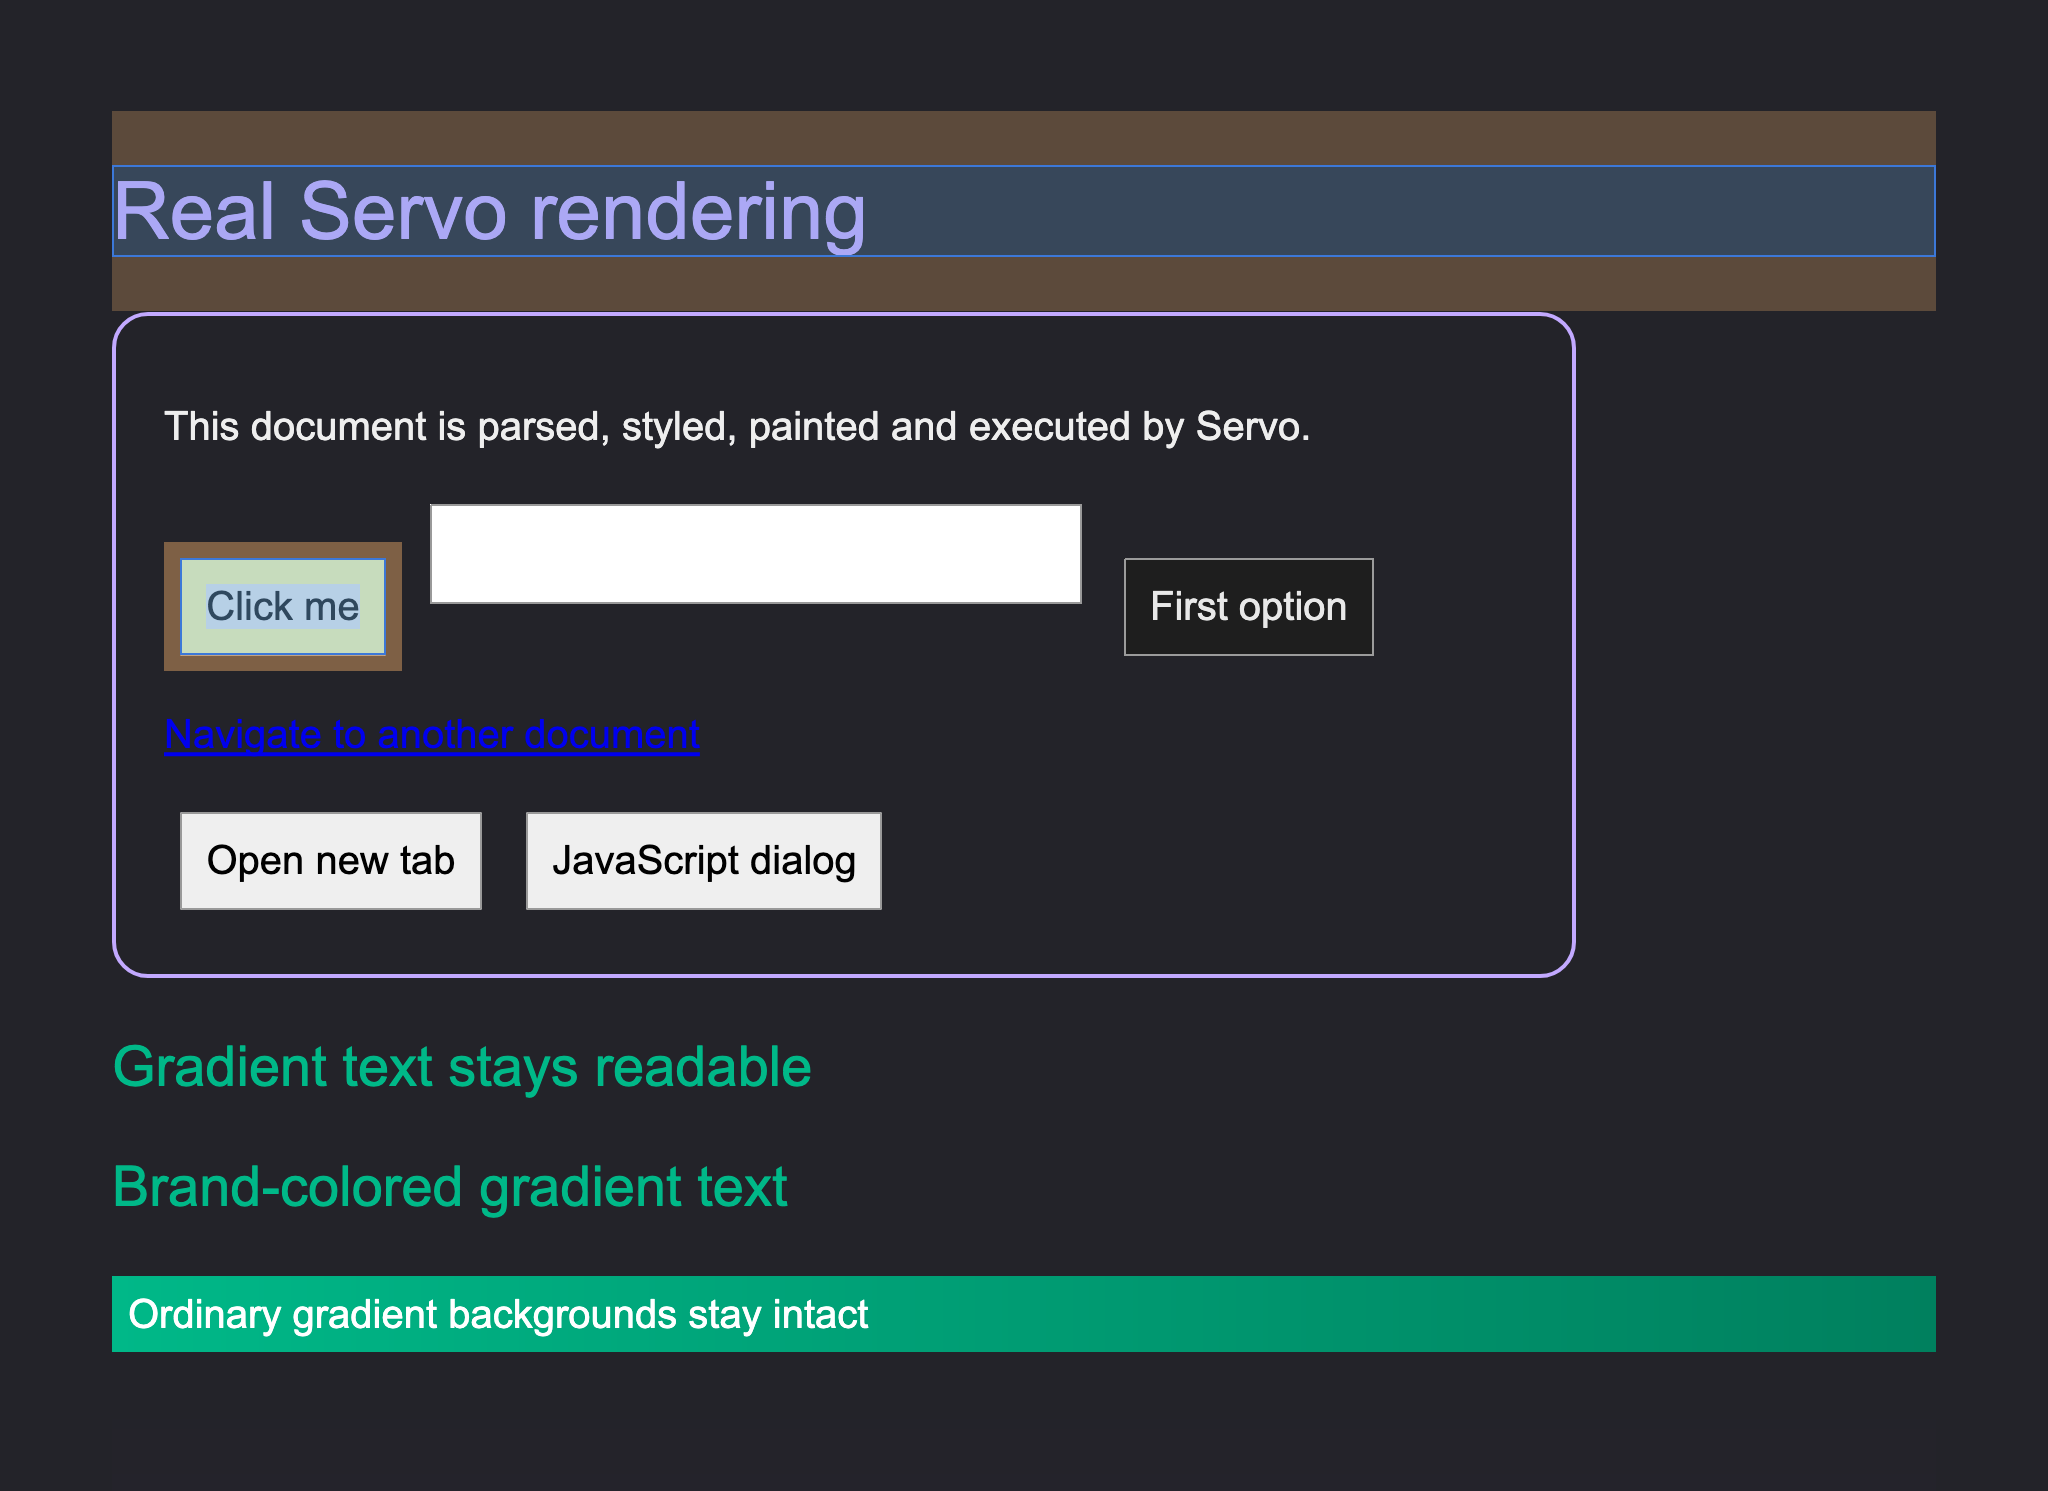 Real Servo rendering
This document is parsed, styled, painted and executed by Servo.
Click me
First option
Navigate to another document
Open new tab
JavaScript dialog
Gradient text stays readable
Brand-colored gradient text
Ordinary gradient backgrounds stay intact